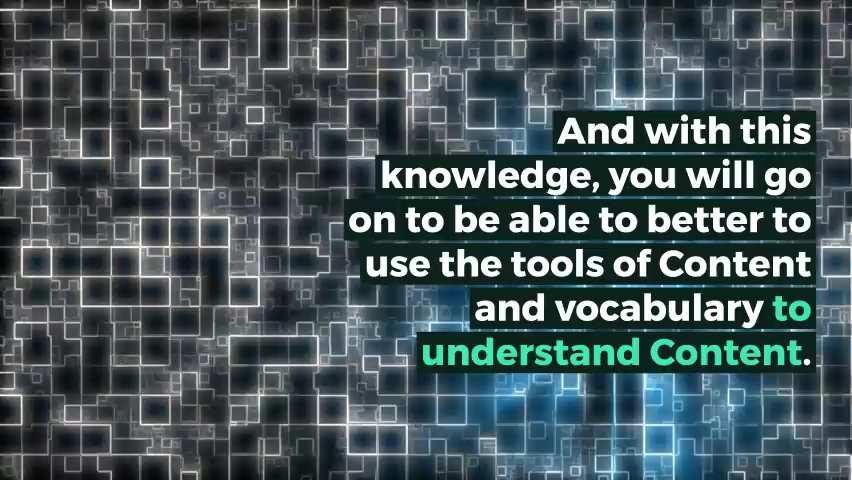 And with this
knowledge, you will go
on to be able to better to
use the tools of Content
and vocabulary to
understand Content.